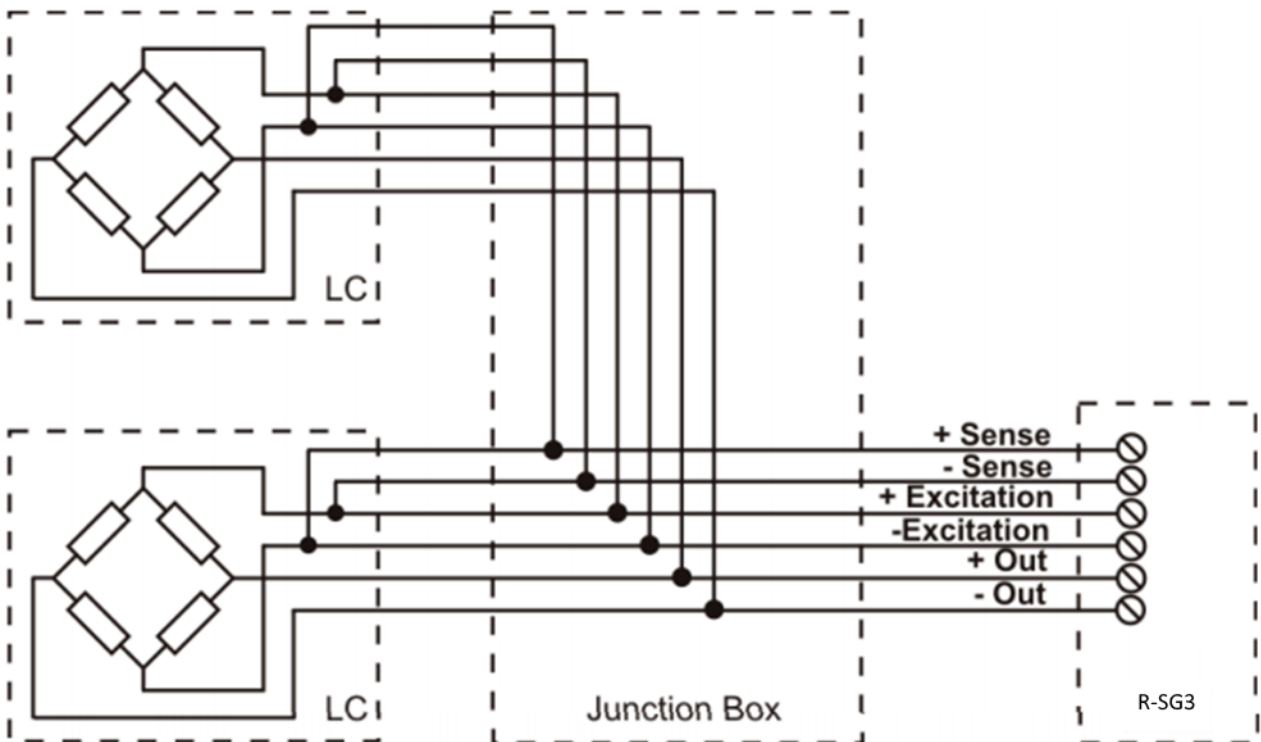 LC
+ Sense
- Sense
+ Excitation
-Excitation
+ Out
- Out
LC
Junction Box
R-SG3